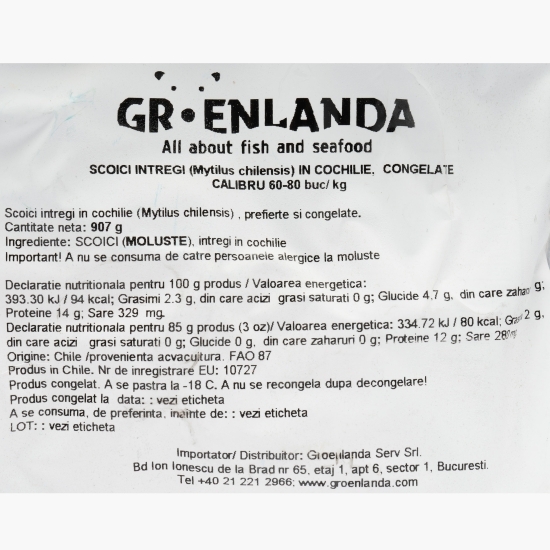 GROENLANDA
All about fish and seafood
SCOICI INTREGI (Mytilus chilensis) IN COCHILIE, CONGELATE
CALIBRU 60-80 buc/ kg
Scoici intregi in cochilie (Mytilus chilensis) , prefierte si congelate.
Cantitate neta: 907 g
Ingrediente: SCOICI (MOLUSTE), intregi in cochilie
Important! A nu se consuma de catre persoanele alergice la moluste
Declaratie nutritionala pentru 100 g produs / Valoarea energetica:
393.30 kJ / 94 kcal; Grasimi 2.3 g, din care acizi grasi saturati 0 g; Glucide 4.7 g, din care g;
Proteine 14 g; Sare 329 mg.
Declaratie nutritionala pentru 85 g produs (3 oz)/ Valoarea energetica: 334.72 kJ / 80 kcal; 2 g,
din care acizi grasi saturati 0 g; Glucide 0 g, din care zaharuri 0 g; Proteine 12 g; Sare
Origine: Chile /provenienta acvacultura. FAO 87
Produs in Chile. Nr de inregistrare EU: 10727
Produs congelat. A se pastra la -18 C. A nu se recongela dupa decongelare!
Produs congelat la data: : vezi eticheta
A se consuma, de preferinta, inainte de: : vezi eticheta
LOT: : vezi eticheta
Importator/ Distribuitor: Groenlanda Serv Srl.
Bd Ion Ionescu de la Brad nr 65, etaj 1, apt 6, sector 1, Bucuresti.
Tel +40 21 221 2966; www.groenlanda.com